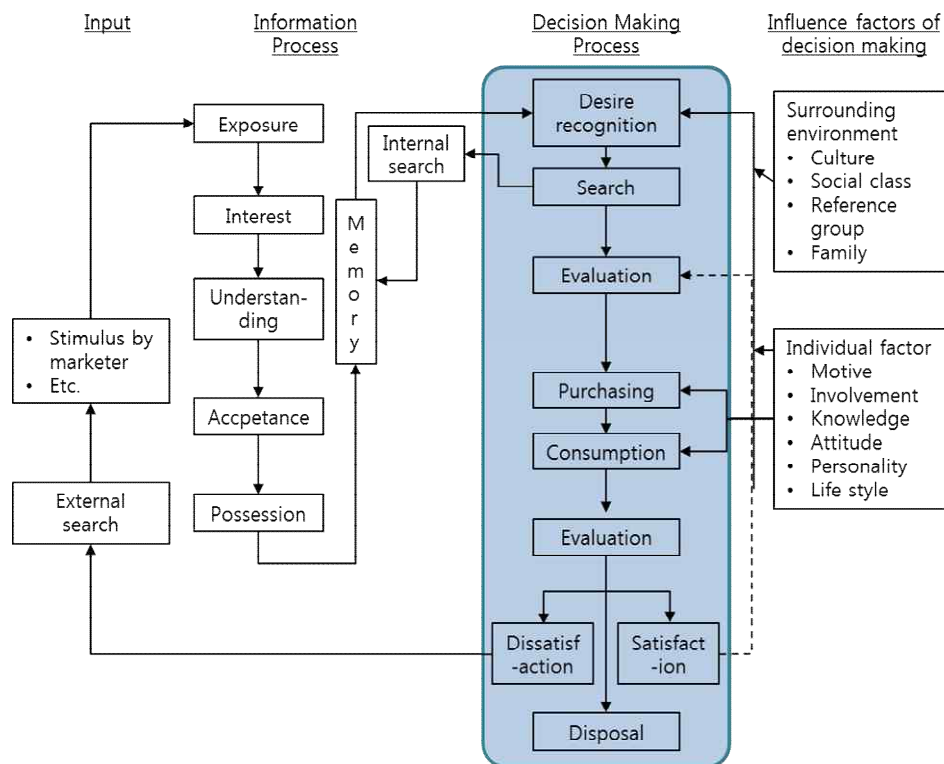 Input
Information
Process
Decision Making
Process
Influence factors of
decision making
Exposure
Interest
Understan-
ding
Accpetance
Possession
• Stimulus by
marketer
• Etc.
External
search
Internal
search
Memory
Desire
recognition
Search
Evaluation
Purchasing
Consumption
Evaluation
Dissatisf
-action
Satisfact
-ion
Disposal
Surrounding
environment
• Culture
• Social class
• Reference
group
• Family
Individual factor
• Motive
• Involvement
• Knowledge
• Attitude
• Personality
• Life style